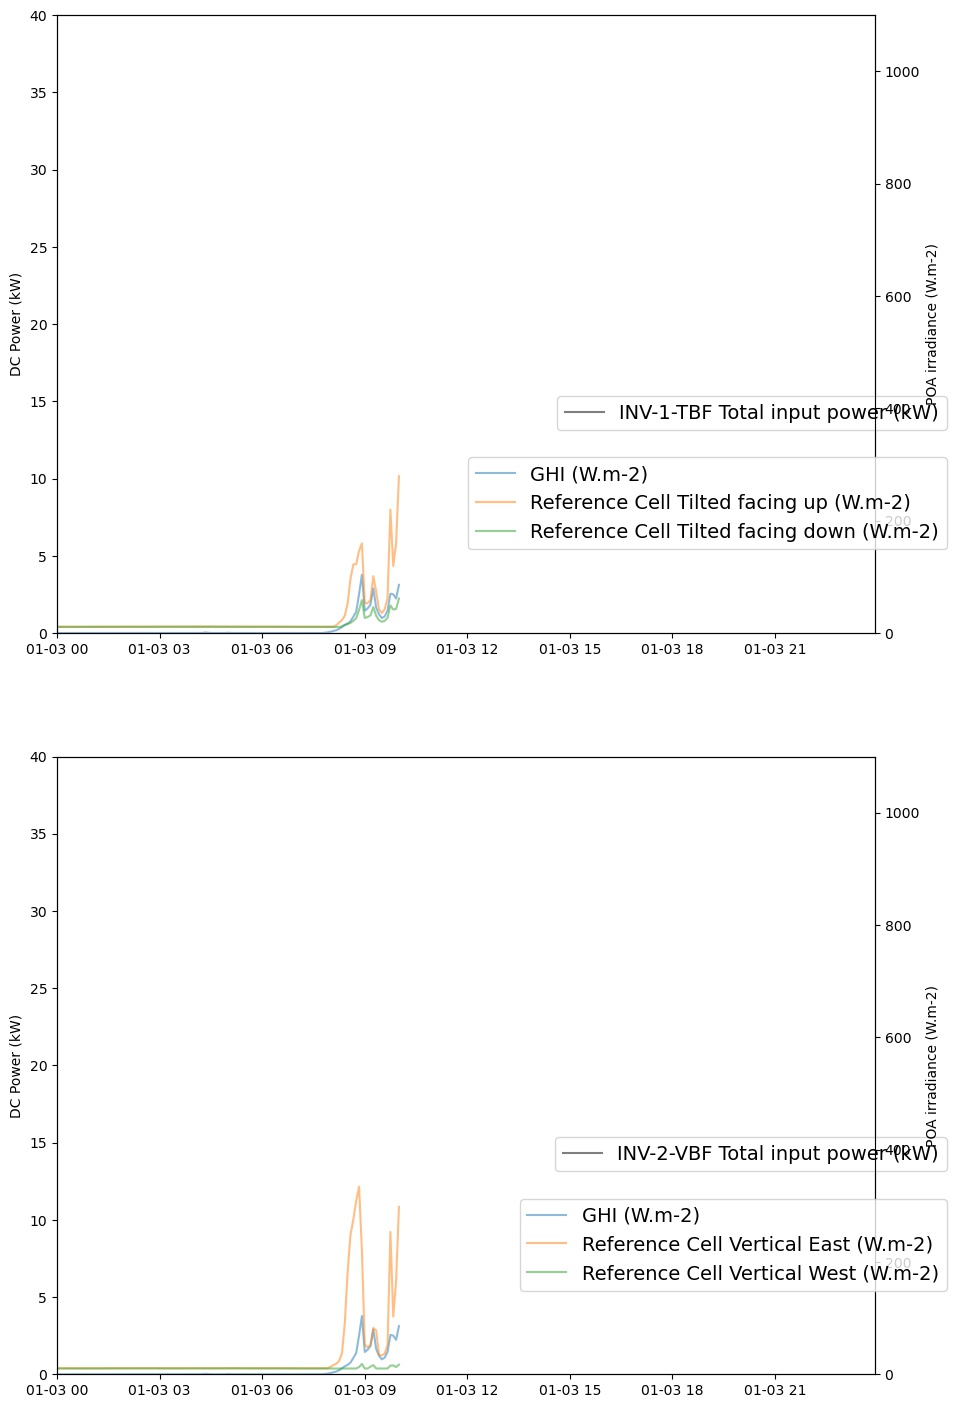 40
35
30
25
20
15
10
5
0
DC Power (kW)
1000
800
600
400
200
0
POA irradiance (W.m-2)
INV-1-TBF Total input power (kW)
GHI (W.m-2)
Reference Cell Tilted facing up (W.m-2)
Reference Cell Tilted facing down (W.m-2)
01-03 00 01-03 03 01-03 06 01-03 09 01-03 12 01-03 15 01-03 18 01-03 21
40
35
30
25
20
15
10
5
0
DC Power (kW)
1000
800
600
400
200
0
POA irradiance (W.m-2)
INV-2-VBF Total input power (kW)
GHI (W.m-2)
Reference Cell Vertical East (W.m-2)
Reference Cell Vertical West (W.m-2)
01-03 00 01-03 03 01-03 06 01-03 09 01-03 12 01-03 15 01-03 18 01-03 21